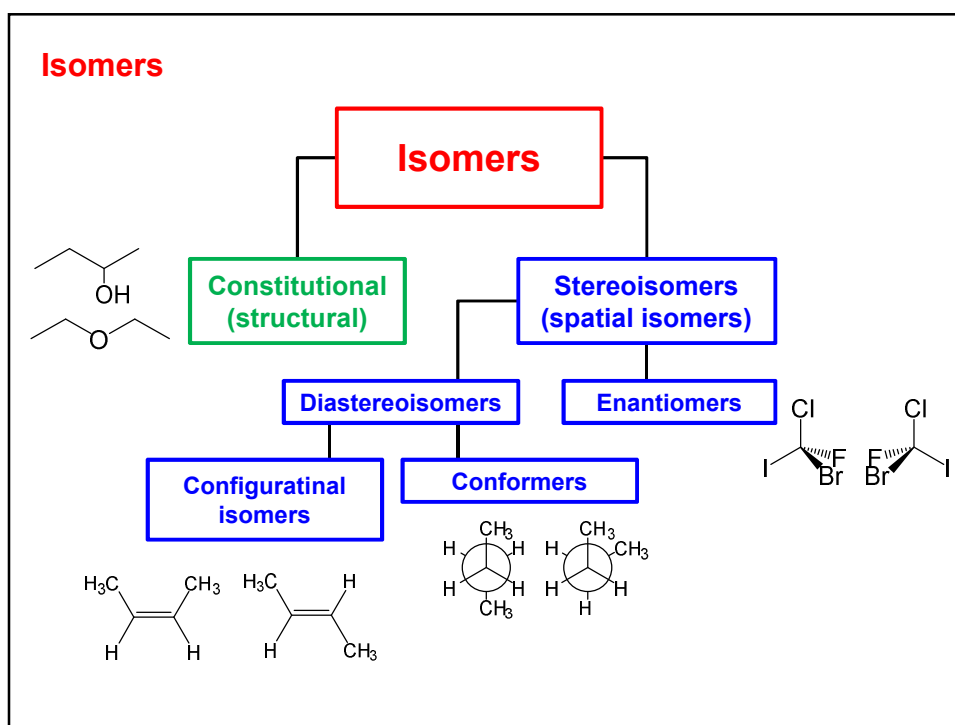 Isomers
Isomers
Constitutional
(structural)
Stereoisomers
(spatial isomers)
OH
O
Diastereoisomers
Enantiomers
Configuratinal
isomers
Conformers
Cl
I
F
Br
Cl
F
Br
I
CH3
H
H
H
H
CH3
CH3
H
CH3
H
H
H
H3C
CH3
H
H
H3C
H
H
CH3